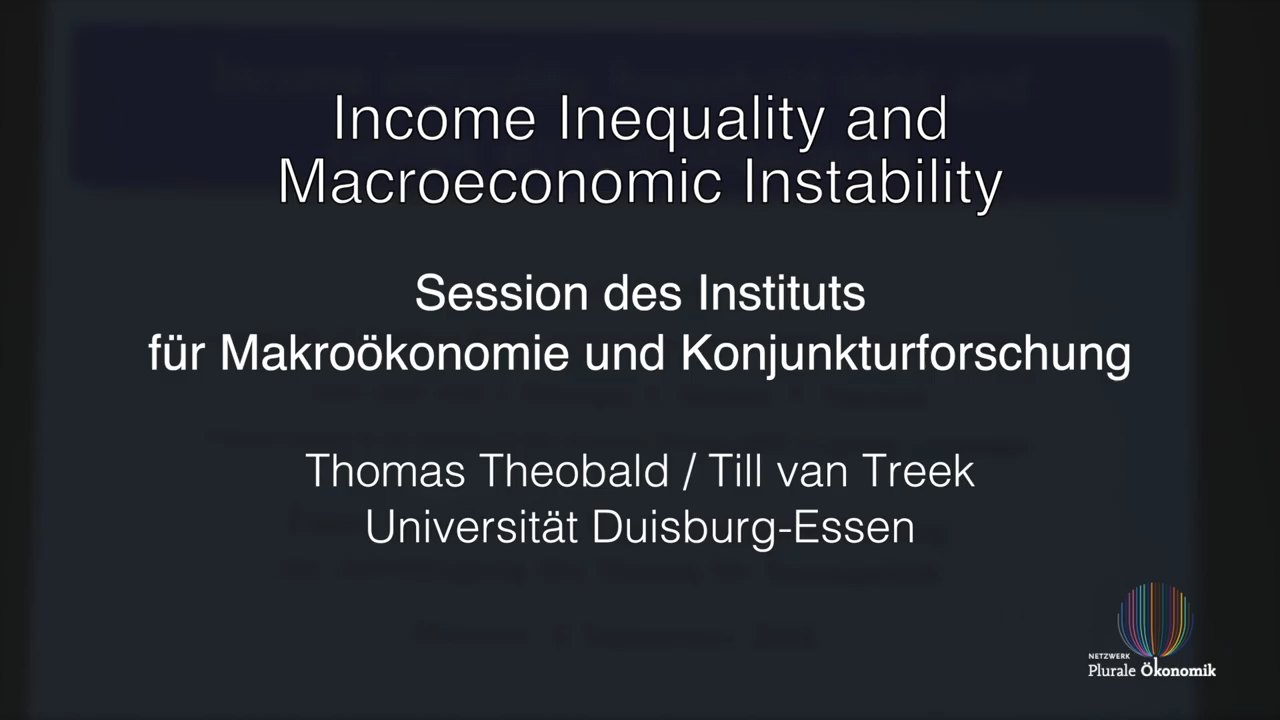 Income Inequality and
Macroeconomic Instability
Session des Instituts
für Makroökonomie und Konjunkturforschung
Thomas Theobald / Till van Treek
Universität Duisburg-Essen
NETZWERK
Plurale Ökonomik